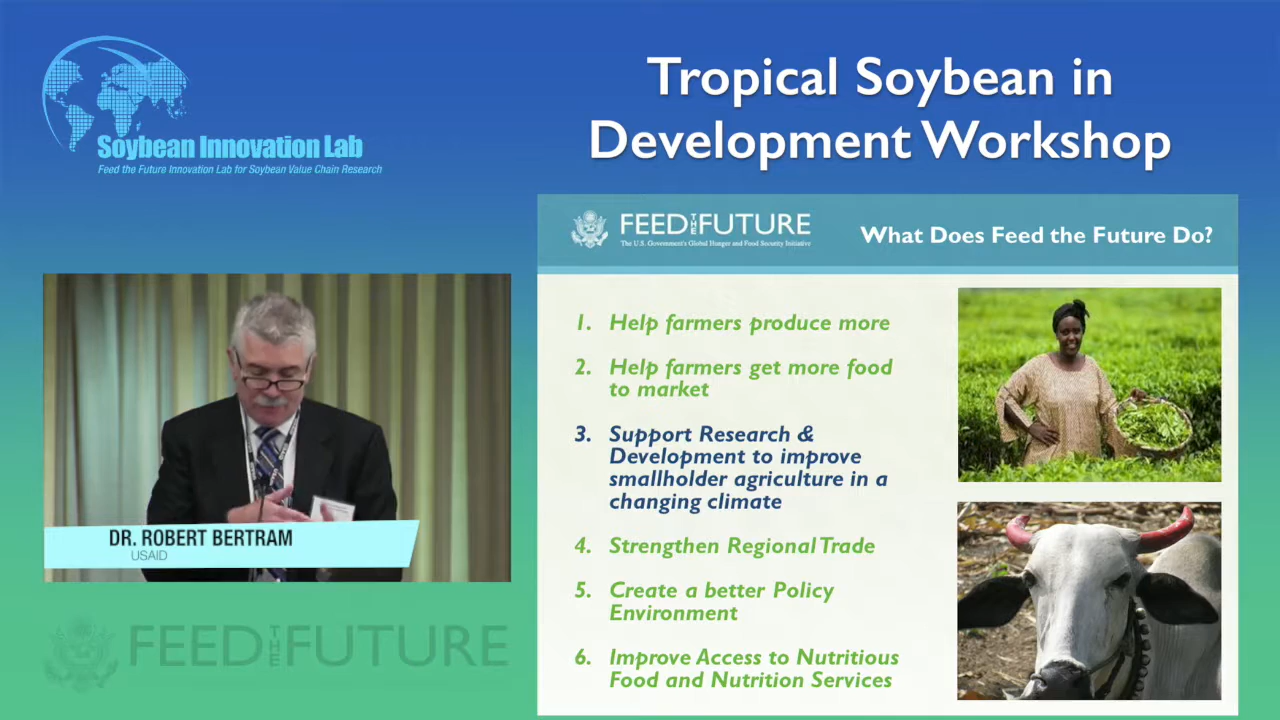 Soybean Innovation Lab
Feed the Future Innovation Lab for Soybean Value Chain Research
Tropical Soybean in
Development Workshop
FEED THE FUTURE
The U.S. Government's Global Hunger and Food Security Initiative
What Does Feed the Future Do?
1. Help farmers produce more
2. Help farmers get more food
to market
3. Support Research &
Development to improve
smallholder agriculture in a
changing climate
4. Strengthen Regional Trade
5. Create a better Policy
Environment
6. Improve Access to Nutritious
Food and Nutrition Services
DR. ROBERT BERTRAM
USAID
FEED THE FUTURE